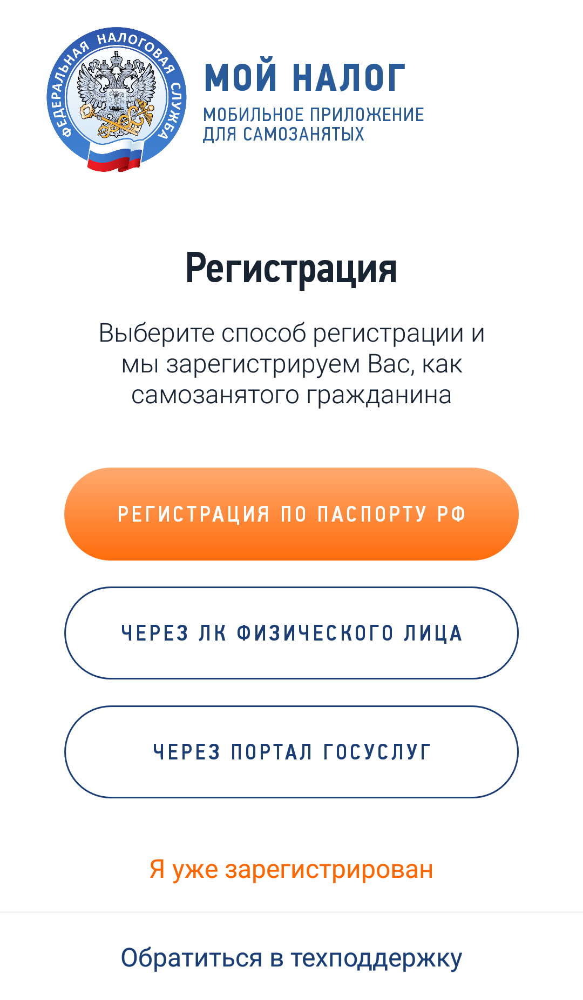 ФЕДЕРАЛЬНАЯ НАЛОГОВАЯ СЛУЖБА
МОЙ НАЛОГ
МОБИЛЬНОЕ ПРИЛОЖЕНИЕ
ДЛЯ САМОЗАНЯТЫХ
Регистрация
Выберите способ регистрации и
мы зарегистрируем Вас, как
самозанятого гражданина
РЕГИСТРАЦИЯ ПО ПАСПОРТУ РФ
ЧЕРЕЗ ЛК ФИЗИЧЕСКОГО ЛИЦА
ЧЕРЕЗ ПОРТАЛ ГОСУСЛУГ
Я уже зарегистрирован
Обратиться в техподдержку